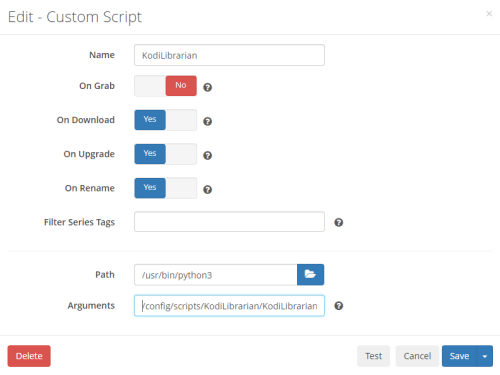 Edit - Custom Script
×
Name KodiLibrarian
On Grab No
On Download Yes
On Upgrade Yes
On Rename Yes
Filter Series Tags
Path /usr/bin/python3
Arguments /config/scripts/KodiLibrarian/KodiLibrarian
Delete Test Cancel Save